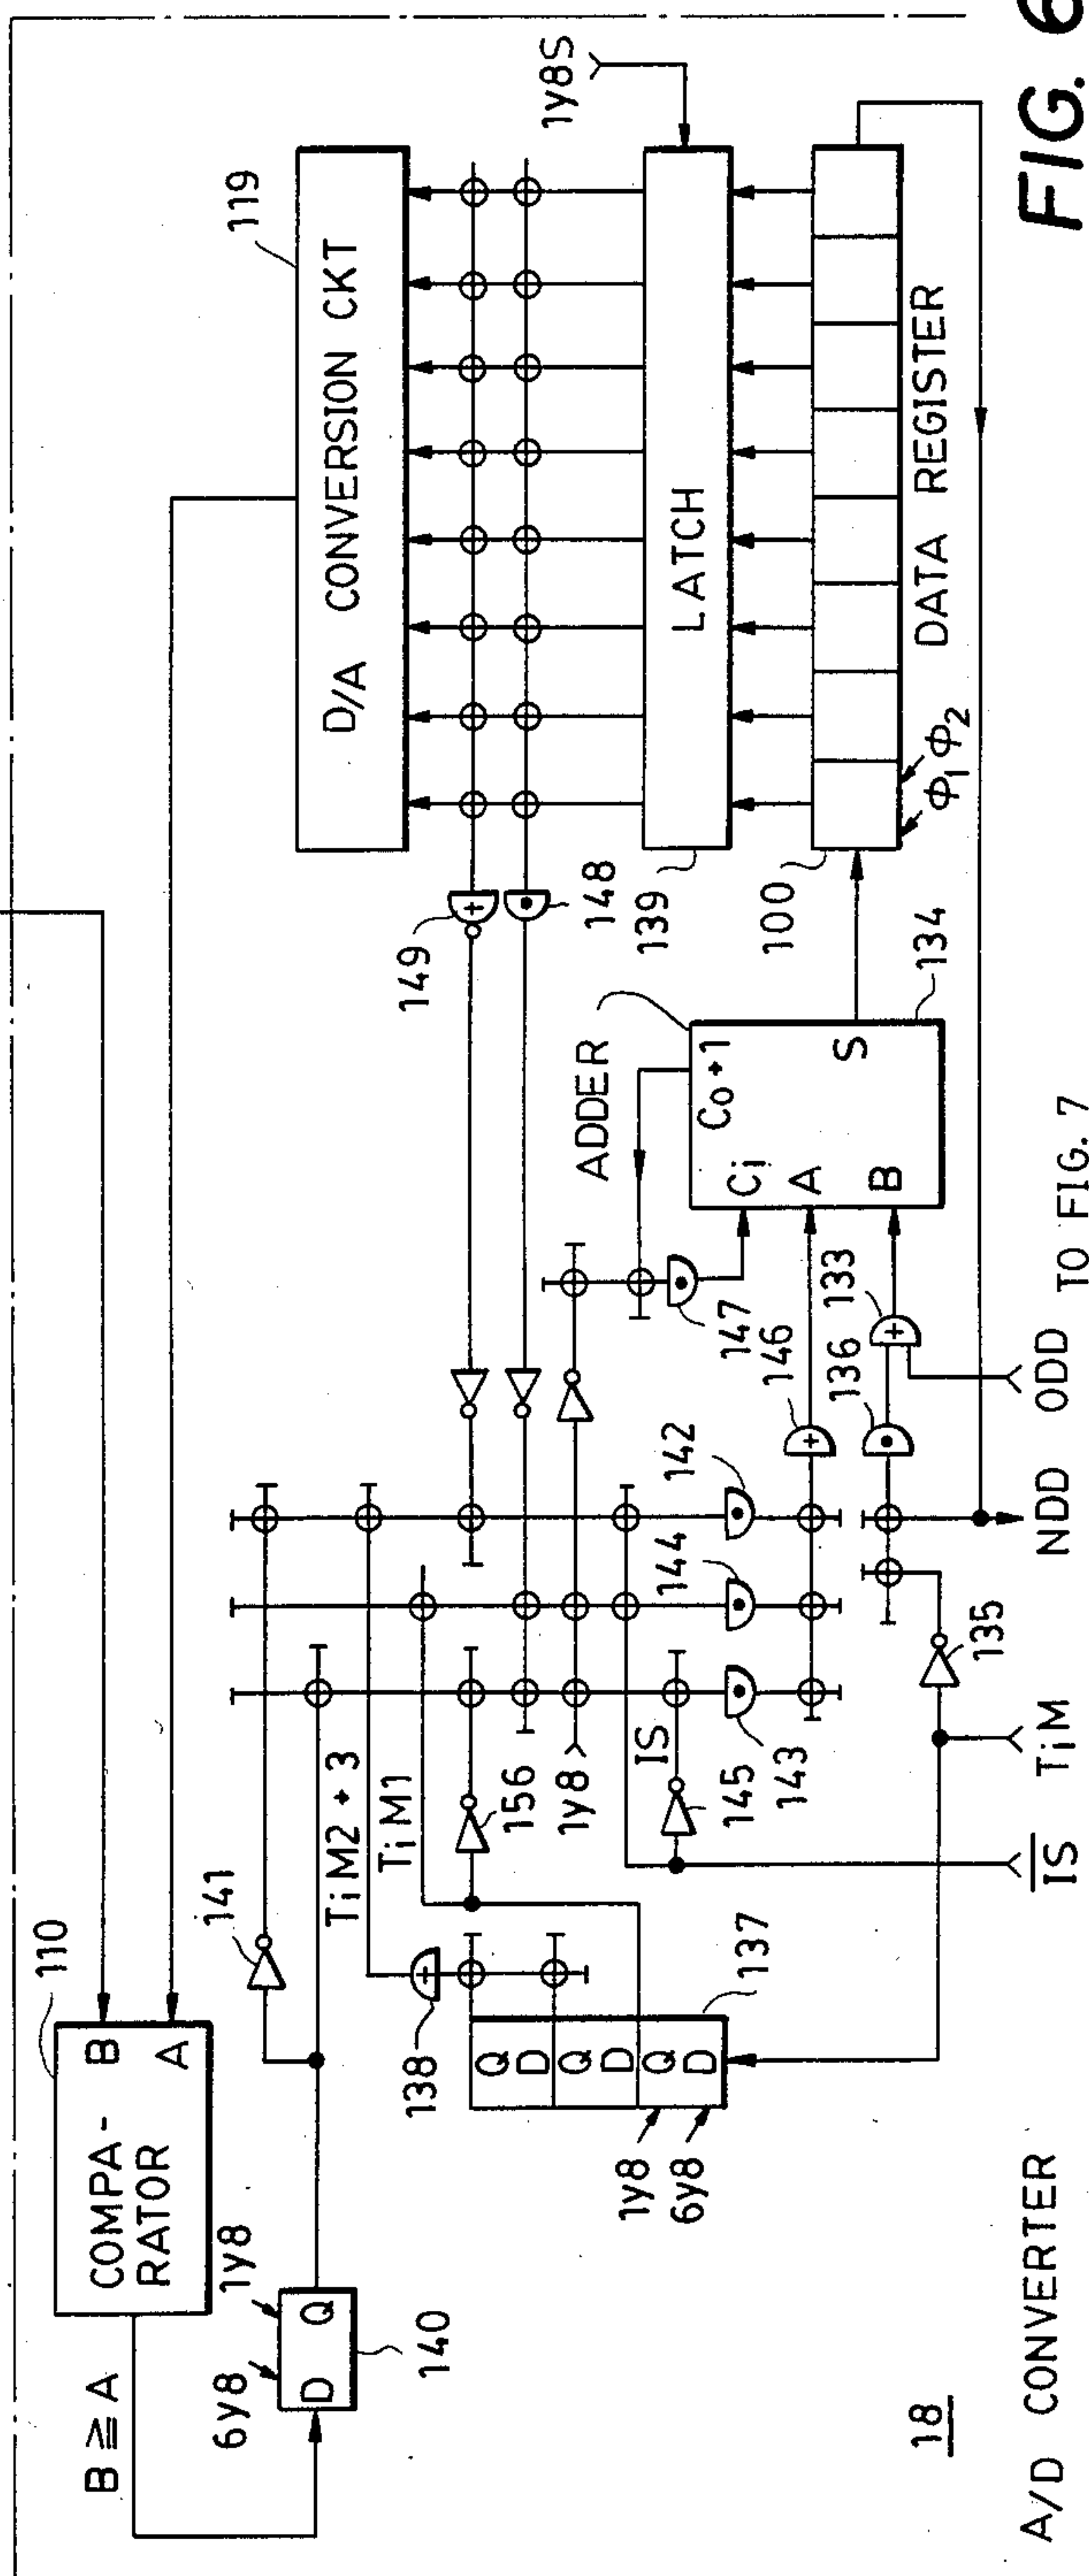 FIG. 6
110
COMPA-
RATOR
B
A
B ≧ A
6y8
1y8
D Q
140
141
119
D/A CONVERSION CKT
1y8S
149
148
139
LATCH
100
DATA REGISTER
ϕ1 ϕ2
TiM2 + 3
TiM1
138
Q
D
Q
D
Q
D
137
1y8
6y8
156
1y8
IS
145
143
144
142
146
147
136
133
135
ADDER
Co+1
Ci
A
B
S
134
I̅S̅
TiM
NDD
ODD
TO FIG. 7
18
A/D CONVERTER